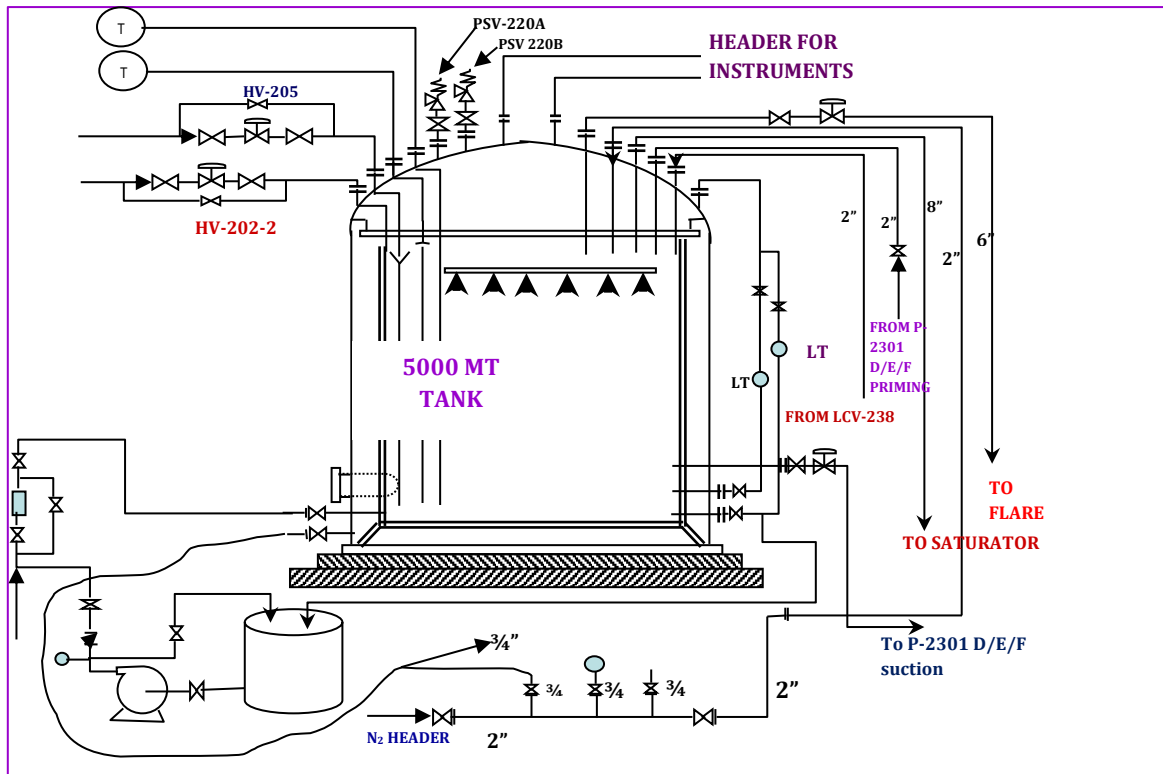 T
T
PSV-220A
PSV 220B
HEADER FOR
INSTRUMENTS
HV-205
HV-202-2
2”
2”
8”
2”
6”
FROM P-
2301
D/E/F
PRIMING
LT
LT
5000 MT
TANK
FROM LCV-238
TO
FLARE
TO SATURATOR
To P-2301 D/E/F
suction
¾”
¾
¾
¾
2”
N2 HEADER
2”